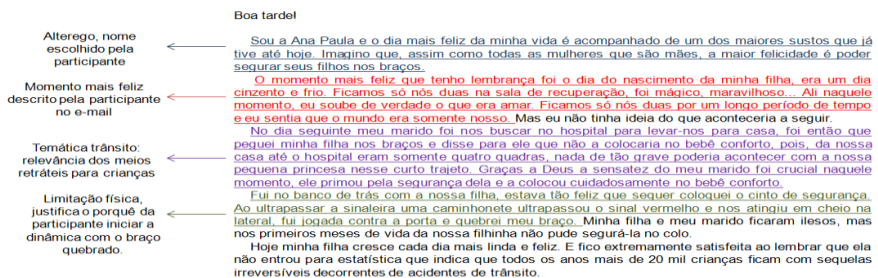 Boa tarde!
Alterego, nome
escolhido pela
participante
Sou a Ana Paula e o dia mais feliz da minha vida é acompanhado de um dos maiores sustos que já
tive até hoje. Imagino que, assim como todas as mulheres que são mães, a maior felicidade é poder
segurar seus filhos nos braços.
Momento mais feliz
descrito pela participante
no e-mail
O momento mais feliz que tenho lembrança foi o dia do nascimento da minha filha, era um dia
cinzento e frio. Ficamos só nós duas na sala de recuperação, foi mágico, maravilhoso... Ali naquele
momento, eu soube de verdade o que era amar. Ficamos só nós duas por um longo período de tempo
e eu sentia que o mundo era somente nosso. Mas eu não tinha ideia do que aconteceria a seguir.
Temática trânsito:
relevância dos meios
retráteis para crianças
No dia seguinte meu marido foi nos buscar no hospital para levar-nos para casa, foi então que
peguei minha filha nos braços e disse para ele que não a colocaria no bebê conforto, pois, da nossa
casa até o hospital eram somente quatro quadras, nada de tão grave poderia acontecer com a nossa
pequena princesa nesse curto trajeto. Graças a Deus a sensatez do meu marido foi crucial naquele
momento, ele primou pela segurança dela e a colocou cuidadosamente no bebê conforto.
Limitação física,
justifica o porquê da
participante iniciar a
dinâmica com o braço
quebrado.
Fui no banco de trás com a nossa filha, estava tão feliz que sequer coloquei o cinto de segurança.
Ao ultrapassar a sinaleira uma caminhonete ultrapassou o sinal vermelho e nos atingiu em cheio na
lateral, fui jogada contra a porta e quebrei meu braço. Minha filha e meu marido ficaram ilesos, mas
nos primeiros meses de vida da nossa filhinha não pude segurá-la no colo.
Hoje minha filha cresce cada dia mais linda e feliz. E fico extremamente satisfeita ao lembrar que ela
não entrou para estatística que indica que todos os anos mais de 20 mil crianças ficam com sequelas
irreversíveis decorrentes de acidentes de trânsito.